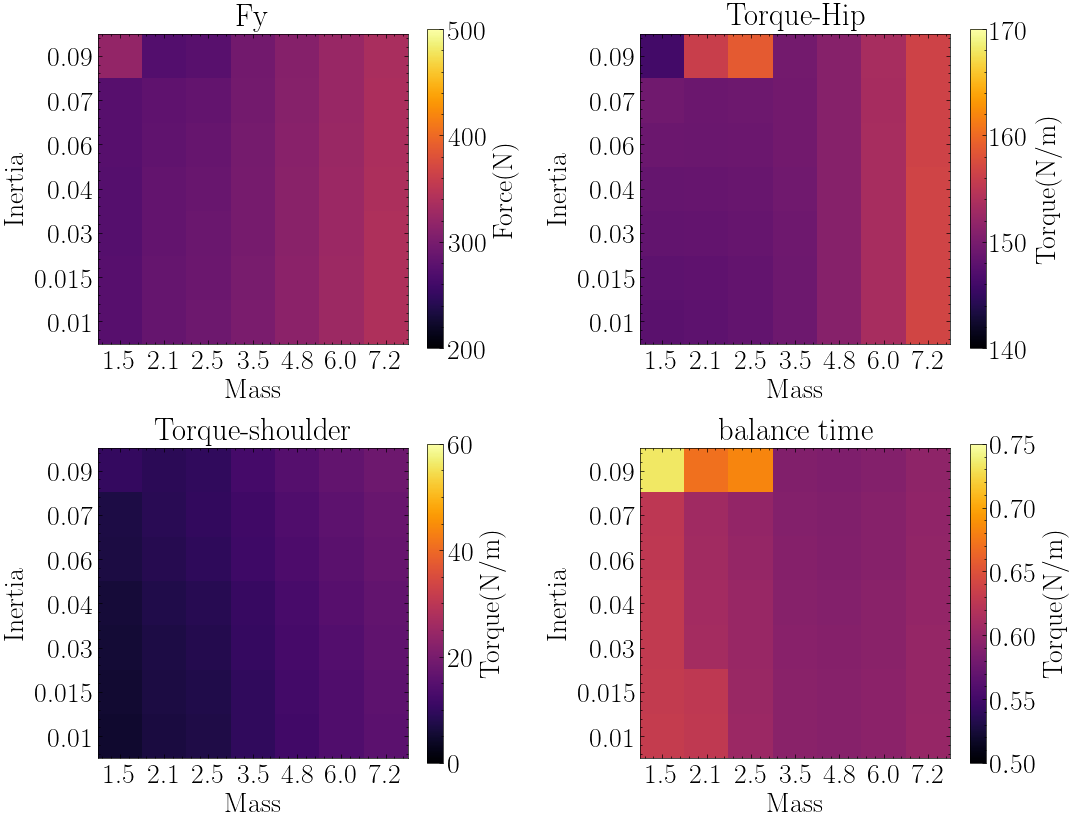 Fy
0.09
0.07
0.06
0.04
0.03
0.015
0.01
Inertia
1.5 2.1 2.5 3.5 4.8 6.0 7.2
Mass
500
400
300
200
Force(N)
Torque-Hip
0.09
0.07
0.06
0.04
0.03
0.015
0.01
Inertia
1.5 2.1 2.5 3.5 4.8 6.0 7.2
Mass
170
160
150
140
Torque(N/m)
Torque-shoulder
0.09
0.07
0.06
0.04
0.03
0.015
0.01
Inertia
1.5 2.1 2.5 3.5 4.8 6.0 7.2
Mass
60
40
20
0
Torque(N/m)
balance time
0.09
0.07
0.06
0.04
0.03
0.015
0.01
Inertia
1.5 2.1 2.5 3.5 4.8 6.0 7.2
Mass
0.75
0.70
0.65
0.60
0.55
0.50
Torque(N/m)